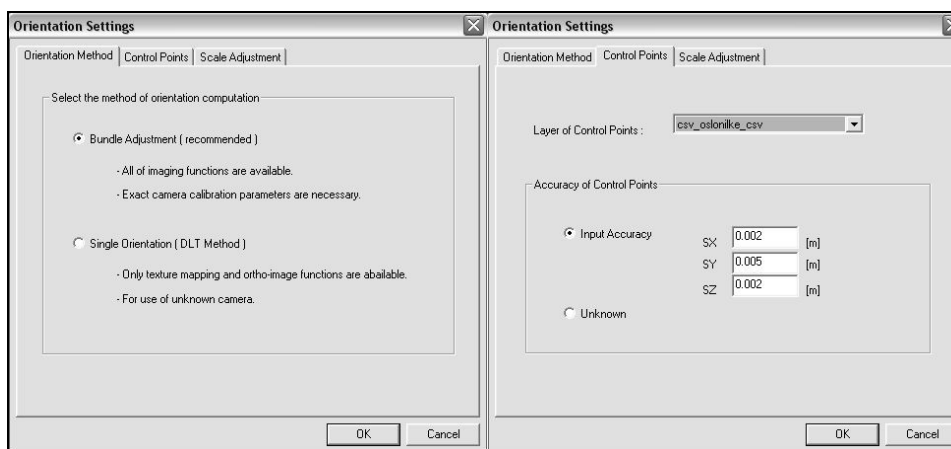 Orientation Settings
Orientation Method
Control Points
Scale Adjustment
Select the method of orientation computation
Bundle Adjustment ( recommended )
- All of imaging functions are available.
- Exact camera calibration parameters are necessary.
Single Orientation ( DLT Method )
- Only texture mapping and ortho-image functions are abailable.
- For use of unknown camera.
OK
Cancel
Orientation Settings
Orientation Method
Control Points
Scale Adjustment
Layer of Control Points :
csv_oslonilke_csv
Accuracy of Control Points
Input Accuracy
SX 0.002 [m]
SY 0.005 [m]
SZ 0.002 [m]
Unknown
OK
Cancel